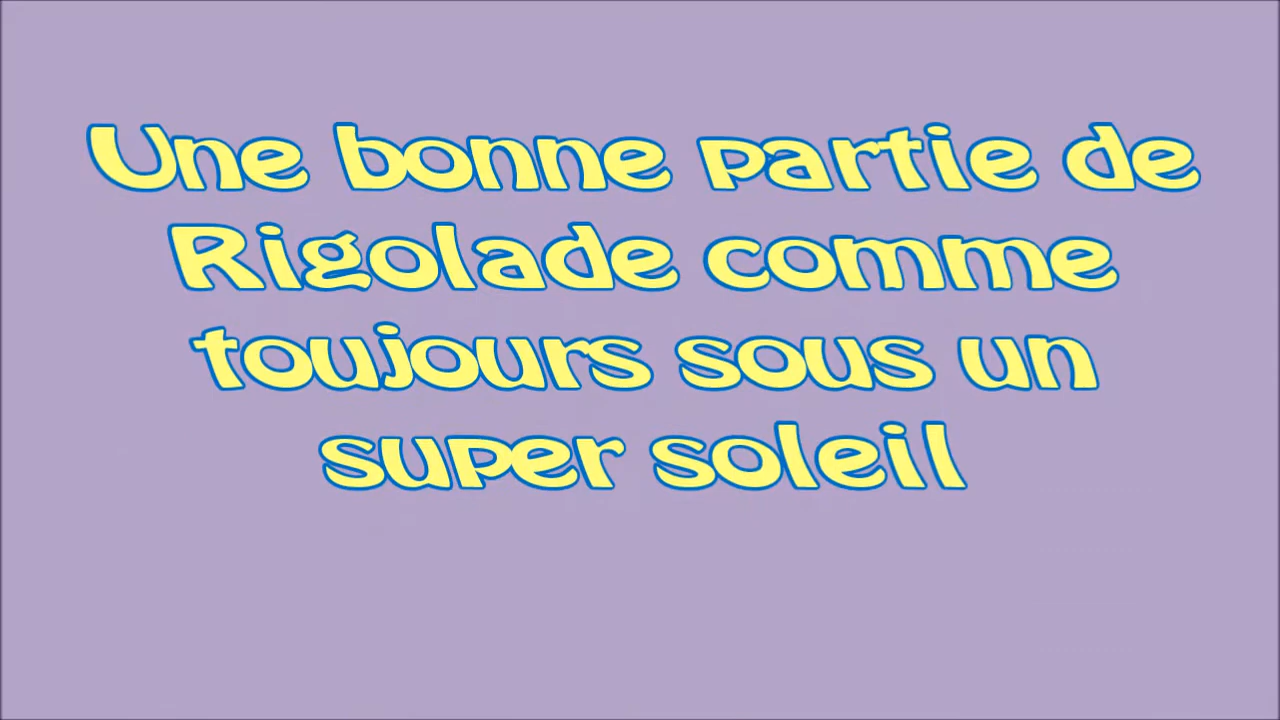 Une bonne partie de
Rigolade comme
toujours sous un
super soleil